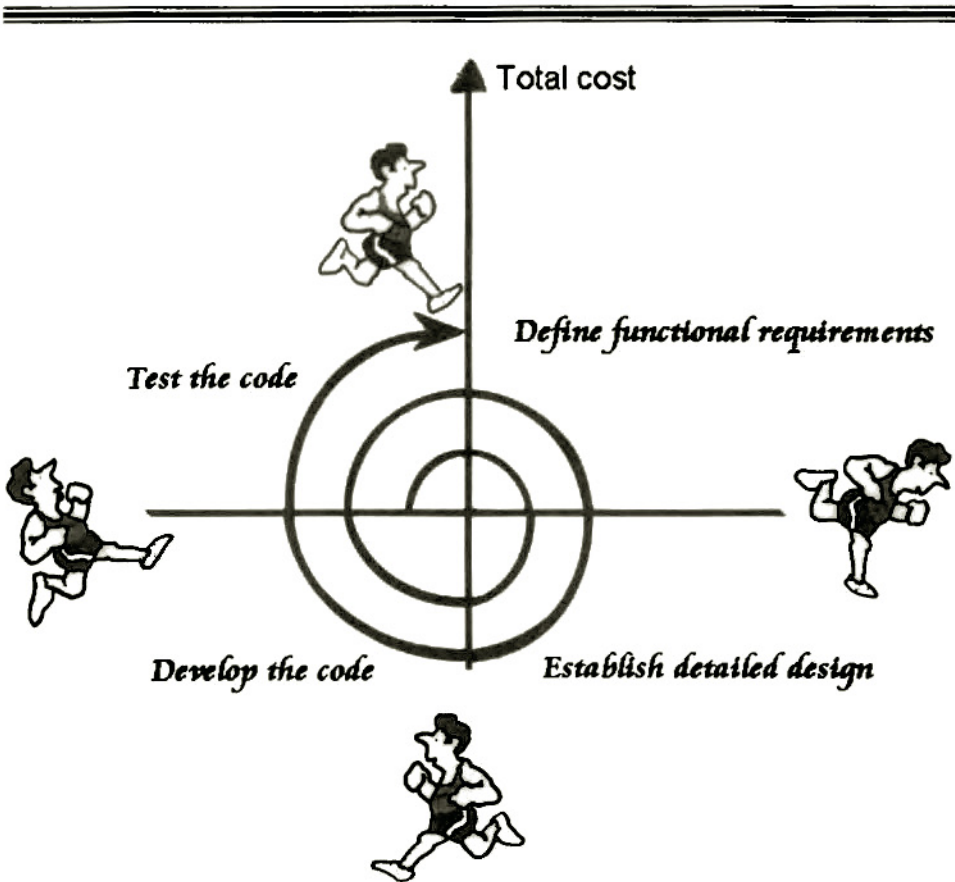 Total cost
Define functional requirements
Test the code
Develop the code
Establish detailed design